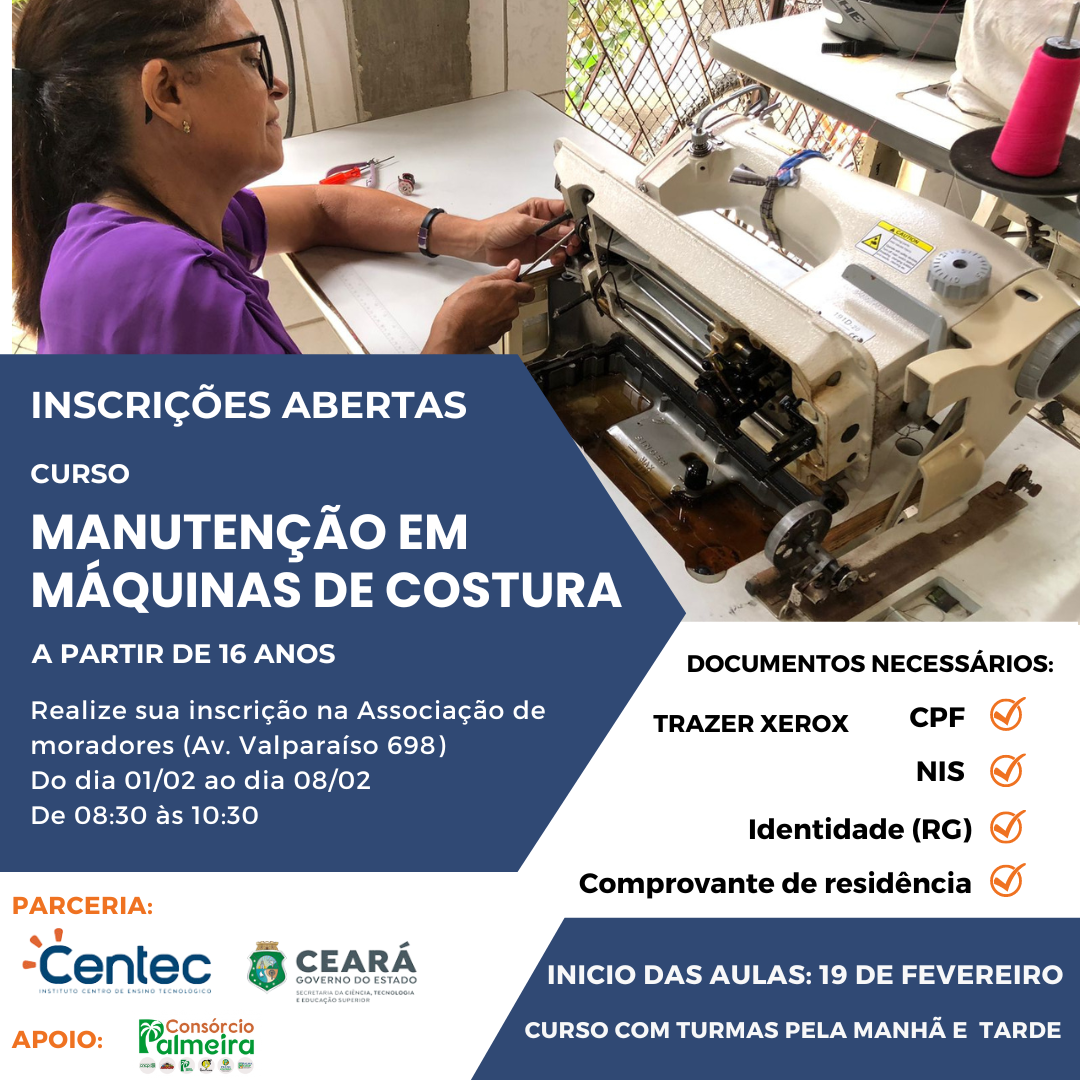 CAUTION
191D-20
SINGER
INSCRIÇÕES ABERTAS
CURSO
MANUTENÇÃO EM
MÁQUINAS DE COSTURA
A PARTIR DE 16 ANOS
Realize sua inscrição na Associação de
moradores (Av. Valparaíso 698)
Do dia 01/02 ao dia 08/02
De 08:30 às 10:30
DOCUMENTOS NECESSÁRIOS:
TRAZER XEROX CPF
NIS
Identidade (RG)
Comprovante de residência
PARCERIA:
Centec
INSTITUTO CENTRO DE ENSINO TECNOLÓGICO
CEARÁ
GOVERNO DO ESTADO
SECRETARIA DA CIÊNCIA, TECNOLOGIA
E EDUCAÇÃO SUPERIOR
APOIO:
Consórcio
Palmeira
INICIO DAS AULAS: 19 DE FEVEREIRO
CURSO COM TURMAS PELA MANHÃ E TARDE